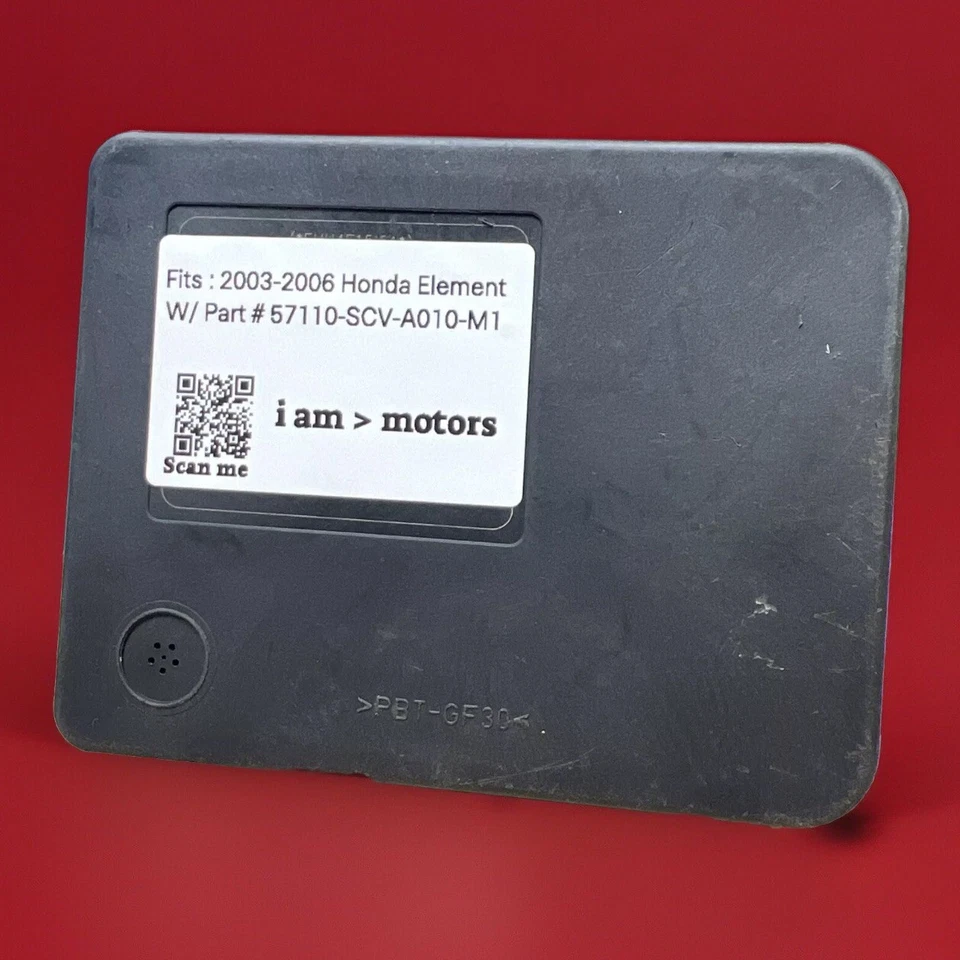 Fits : 2003-2006 Honda Element
W/ Part # 57110-SCV-A010-M1
i am > motors
Scan me
>PBT-GF30<